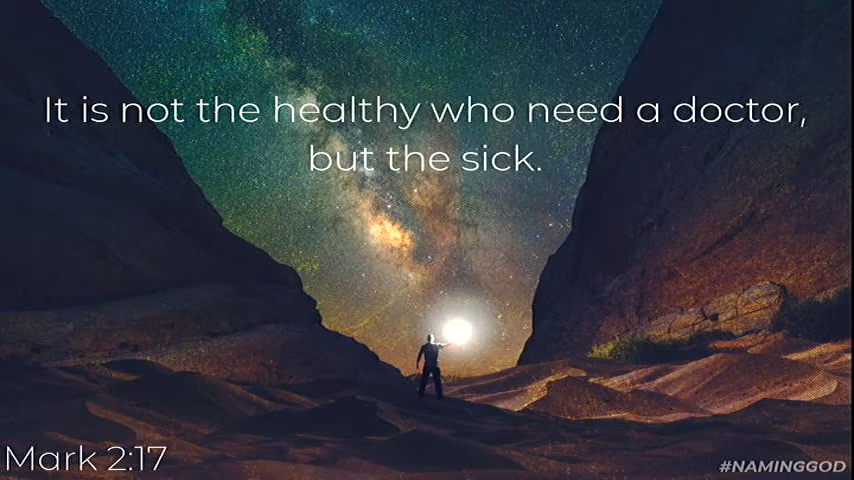 It is not the healthy who need a doctor,
but the sick.
Mark 2:17
#NAMINGGOD